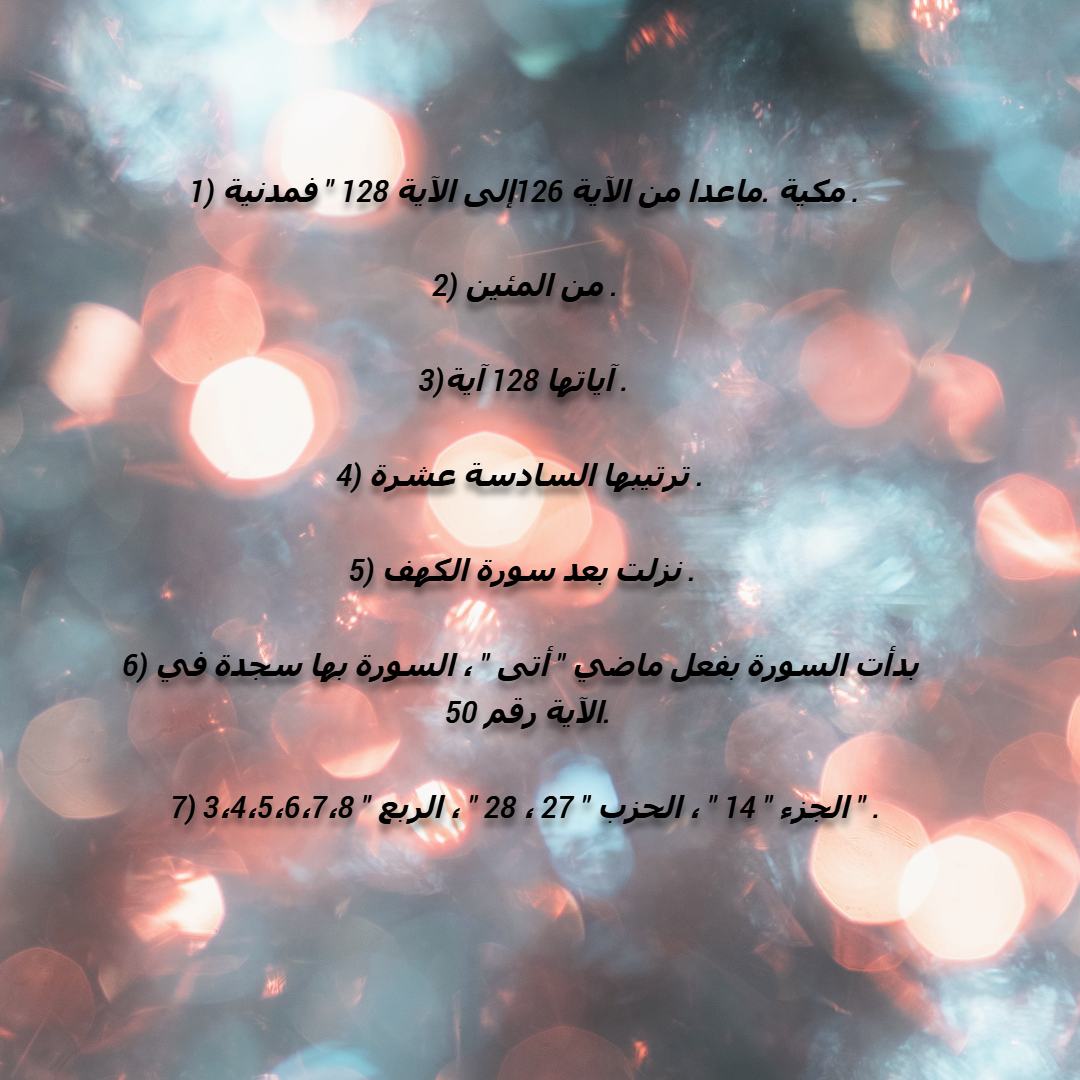 1) مكية .ماعدا من الآية 126إلى الآية 128 " فمدنية .
2) من المئين .
3)آياتها 128 آية .
4) ترتيبها السادسة عشرة .
5) نزلت بعد سورة الكهف .
6) بدأت السورة بفعل ماضي " أتى " ، السورة بها سجدة في
الآية رقم 50.
7) الجزء " 14 " ، الحزب " 27 ، 28 " ، الربع " 3،4،5،6،7،8 " .